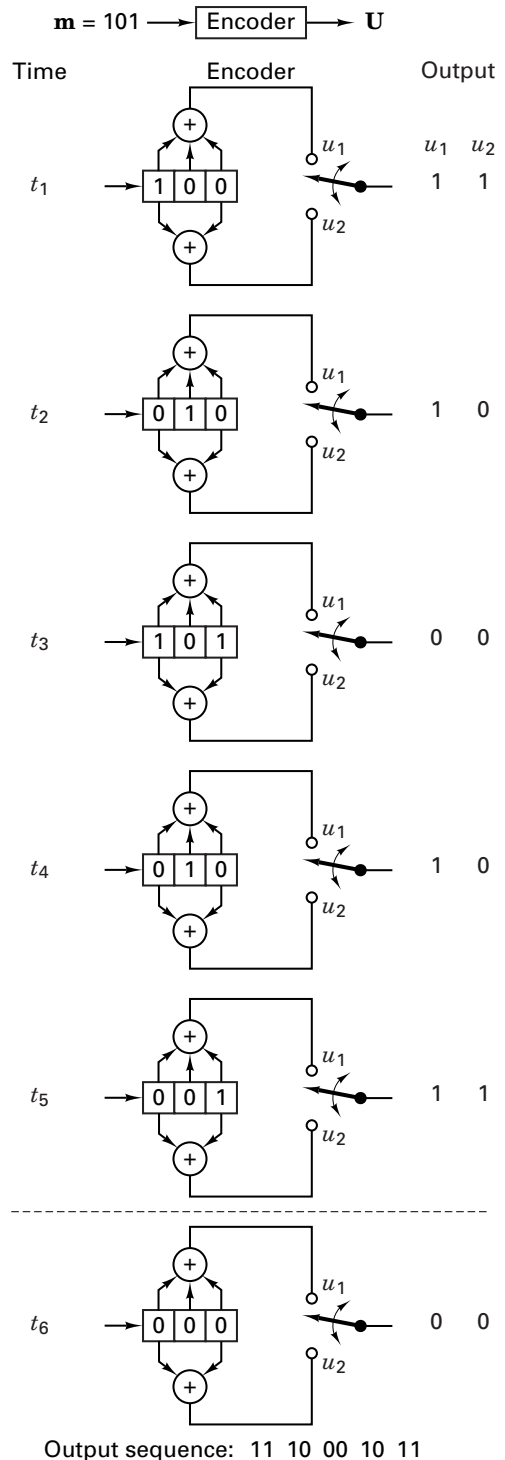 m = 101 Encoder U
Time Encoder Output
u1 u2
+
u1
t1 1 0 0 1 1
u2
+
+
u1
t2 0 1 0 1 0
u2
+
+
u1
t3 1 0 1 0 0
u2
+
+
u1
t4 0 1 0 1 0
u2
+
+
u1
t5 0 0 1 1 1
u2
+
+
u1
t6 0 0 0 0 0
u2
+
Output sequence: 11 10 00 10 11